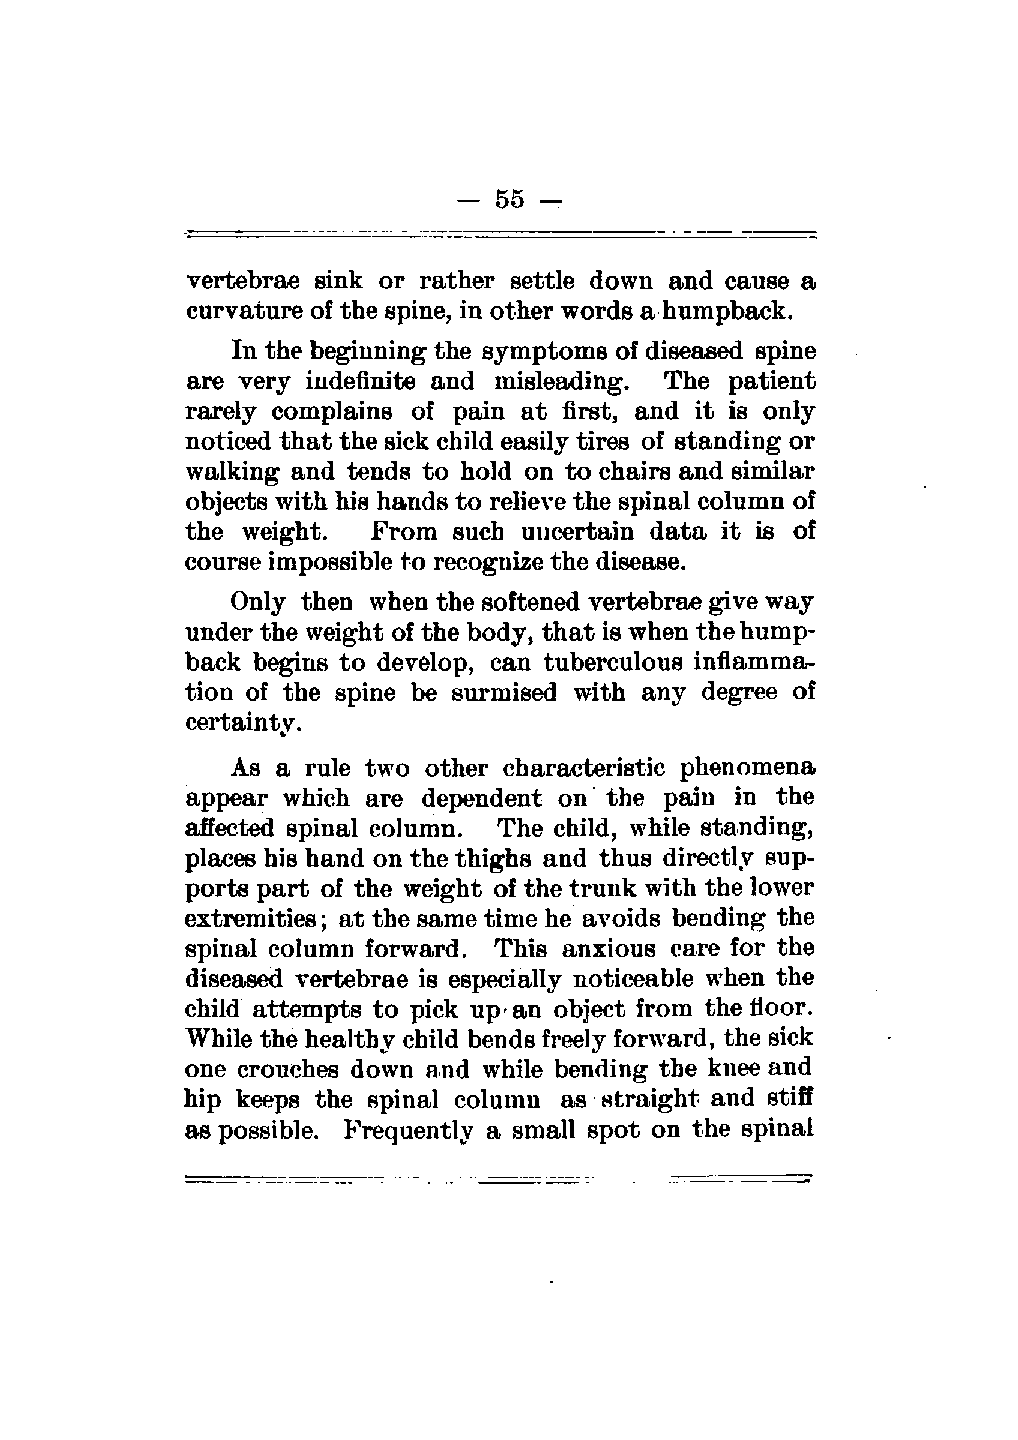 — 55 —
vertebrae sink or rather settle down and cause a
curvature of the spine, in other words a humpback.
In the beginning the symptoms of diseased spine
are very indefinite and misleading. The patient
rarely complains of pain at first, and it is only
noticed that the sick child easily tires of standing or
walking and tends to hold on to chairs and similar
objects with his hands to relieve the spinal column of
the weight. From such uncertain data it is of
course impossible to recognize the disease.
Only then when the softened vertebrae give way
under the weight of the body, that is when the hump-
back begins to develop, can tuberculous inflamma-
tion of the spine be surmised with any degree of
certainty.
As a rule two other characteristic phenomena
appear which are dependent on the pain in the
affected spinal column. The child, while standing,
places his hand on the thighs and thus directly sup-
ports part of the weight of the trunk with the lower
extremities; at the same time he avoids bending the
spinal column forward. This anxious care for the
diseased vertebrae is especially noticeable when the
child attempts to pick up an object from the floor.
While the healthy child bends freely forward, the sick
one crouches down and while bending the knee and
hip keeps the spinal column as straight and stiff
as possible. Frequently a small spot on the spinal